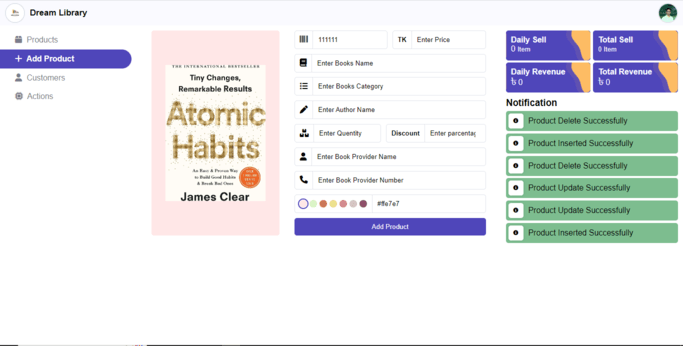 Dream Library
Products
Add Product
Customers
Actions
THE INTERNATIONAL BESTSELLER
Tiny Changes,
Remarkable Results
Atomic
Habits
An Easy & Proven Way
to Build Good Habits
& Break Bad Ones
James Clear
111111
TK Enter Price
Enter Books Name
Enter Books Category
Enter Author Name
Enter Quentity
Discount Enter parcentag
Enter Book Provider Name
Enter Book Provider Number
#ffe7e7
Add Product
Daily Sell
0 Item
Total Sell
0 Item
Daily Revenue
৳ 0
Total Revenue
৳ 0
Notification
Product Delete Successfully
Product Inserted Successfully
Product Delete Successfully
Product Update Successfully
Product Update Successfully
Product Inserted Successfully